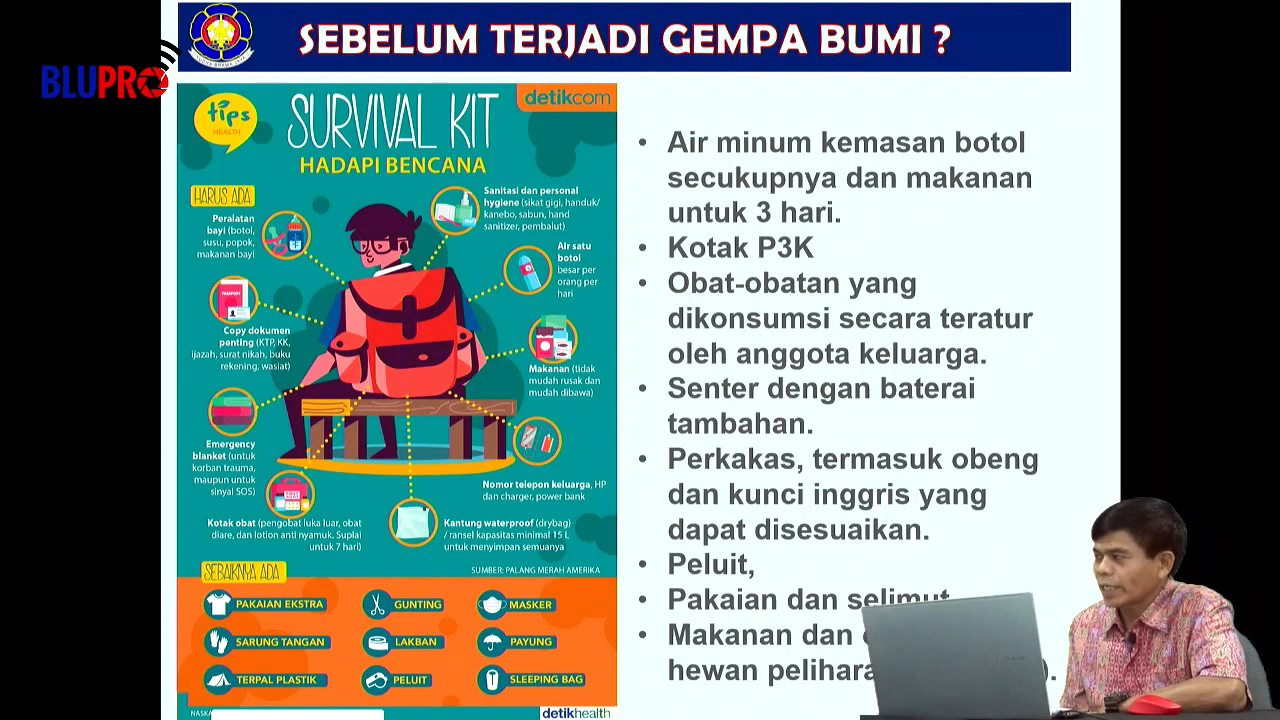 SEBELUM TERJADI GEMPA BUMI ?
BLUPRO
tips
HEALTH
SURVIVAL KIT
HADAPI BENCANA
detikcom
HARUS ADA
Peralatan
bayi (botol,
susu, popok,
makanan bayi
Sanitasi dan personal
hygiene (sikat gigi, handuk/
kanebo, sabun, hand
sanitizer, pembalut)
Air satu
botol
besar per
orang per
hari
PASSPORT
Copy dokumen
penting (KTP, KK,
ijazah, surat nikah, buku
rekening, wasiat)
Makanan (tidak
mudah rusak dan
mudah dibawa)
Emergency
blanket (untuk
korban trauma,
maupun untuk
sinyal SOS)
Nomor telepon keluarga, HP
dan charger, power bank
Kotak obat (pengobat luka luar, obat
diare, dan lotion anti nyamuk. Suplai
untuk 7 hari)
Kantung waterproof (drybag)
/ ransel kapasitas minimal 15 L
untuk menyimpan semuanya
SUMBER: PALANG MERAH AMERIKA
SEBAIKNYA ADA
PAKAIAN EKSTRA
GUNTING
MASKER
SARUNG TANGAN
LAKBAN
PAYUNG
TERPAL PLASTIK
PELUIT
SLEEPING BAG
detikhealth
• Air minum kemasan botol
secukupnya dan makanan
untuk 3 hari.
• Kotak P3K
• Obat-obatan yang
dikonsumsi secara teratur
oleh anggota keluarga.
• Senter dengan baterai
tambahan.
• Perkakas, termasuk obeng
dan kunci inggris yang
dapat disesuaikan.
• Peluit,
• Pakaian dan selimut
• Makanan dan
hewan